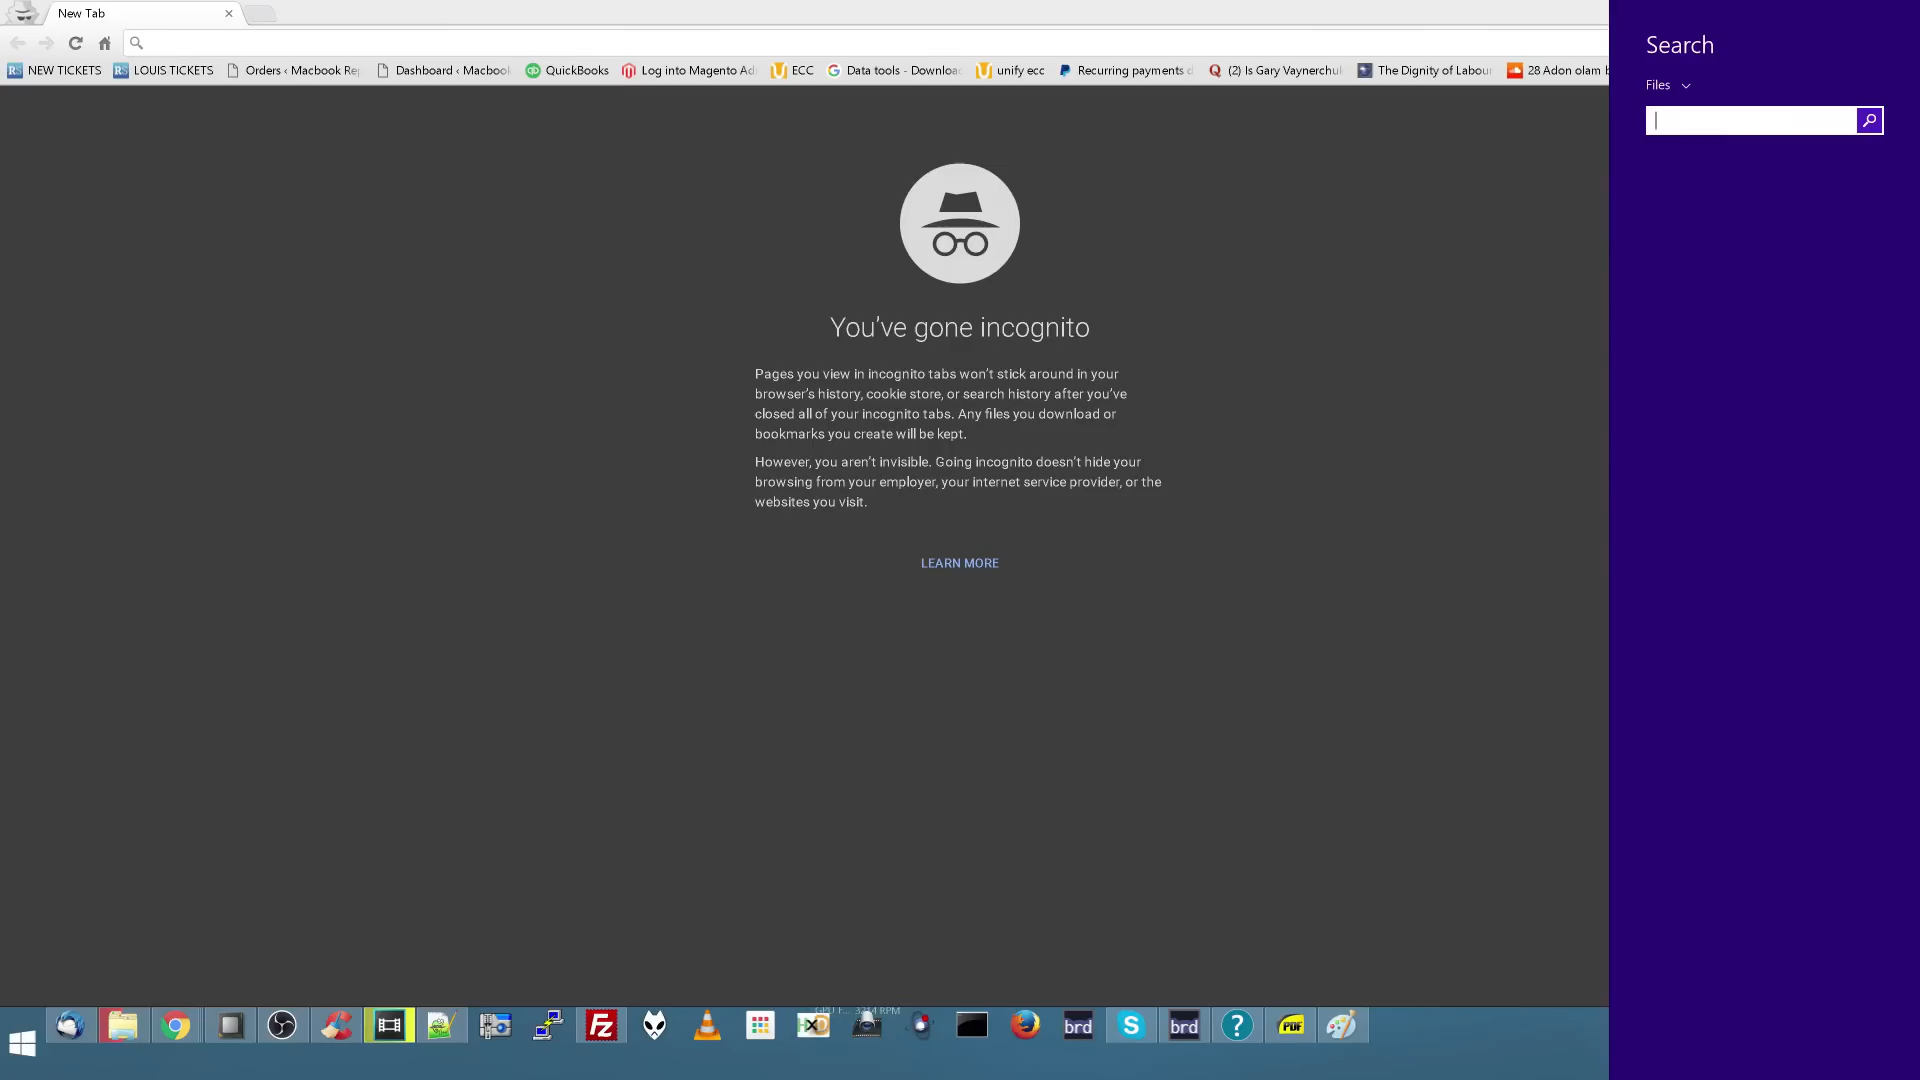 New Tab
NEW TICKETS
LOUIS TICKETS
Orders ‹ Macbook Re
Dashboard ‹ Macbook
QuickBooks
Log into Magento Ad
ECC
Data tools - Downloa
unify ecc
Recurring payments d
(2) Is Gary Vaynerchu
The Dignity of Labou
28 Adon olam b
Search
Files
You've gone incognito
Pages you view in incognito tabs won't stick around in your
browser's history, cookie store, or search history after you've
closed all of your incognito tabs. Any files you download or
bookmarks you create will be kept.
However, you aren't invisible. Going incognito doesn't hide your
browsing from your employer, your internet service provider, or the
websites you visit.
LEARN MORE
brd
brd
PDF